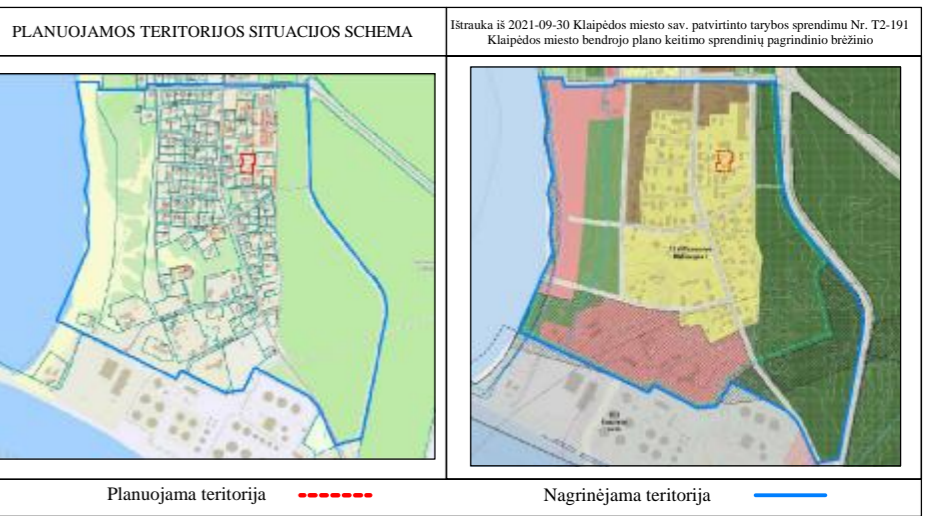 PLANUOJAMOS TERITORIJOS SITUACIJOS SCHEMA
Ištrauka iš 2021-09-30 Klaipėdos miesto sav. patvirtinto tarybos sprendimu Nr. T2-191
Klaipėdos miesto bendrojo plano keitimo sprendinių pagrindinio brėžinio
Planuojama teritorija
Nagrinėjama teritorija